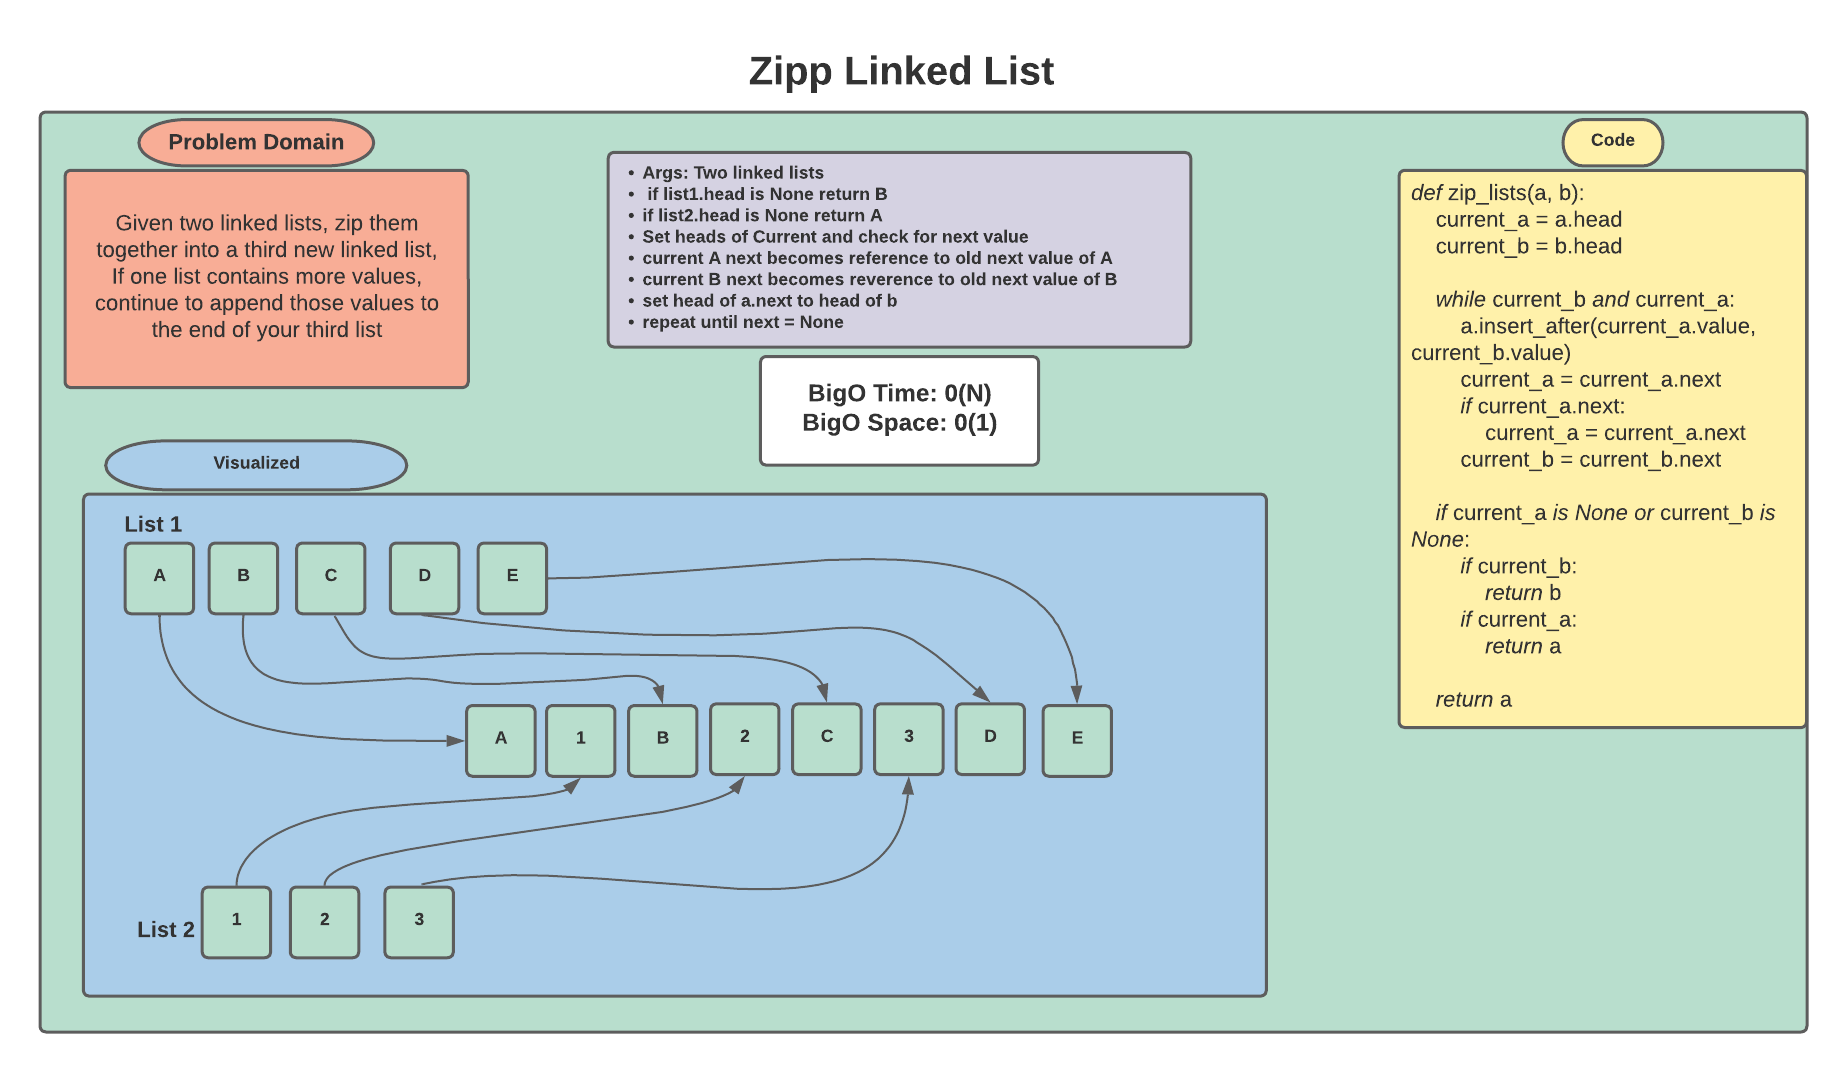 Zipp Linked List
Problem Domain
Given two linked lists, zip them
together into a third new linked list,
If one list contains more values,
continue to append those values to
the end of your third list
• Args: Two linked lists
• if list1.head is None return B
• if list2.head is None return A
• Set heads of Current and check for next value
• current A next becomes reference to old next value of A
• current B next becomes reverence to old next value of B
• set head of a.next to head of b
• repeat until next = None
BigO Time: 0(N)
BigO Space: 0(1)
Code
def zip_lists(a, b):
    current_a = a.head
    current_b = b.head
    while current_b and current_a:
        a.insert_after(current_a.value,
current_b.value)
        current_a = current_a.next
        if current_a.next:
            current_a = current_a.next
        current_b = current_b.next
    if current_a is None or current_b is
None:
        if current_b:
            return b
        if current_a:
            return a
    return a
Visualized
List 1
A B C D E
A 1 B 2 C 3 D E
List 2 1 2 3